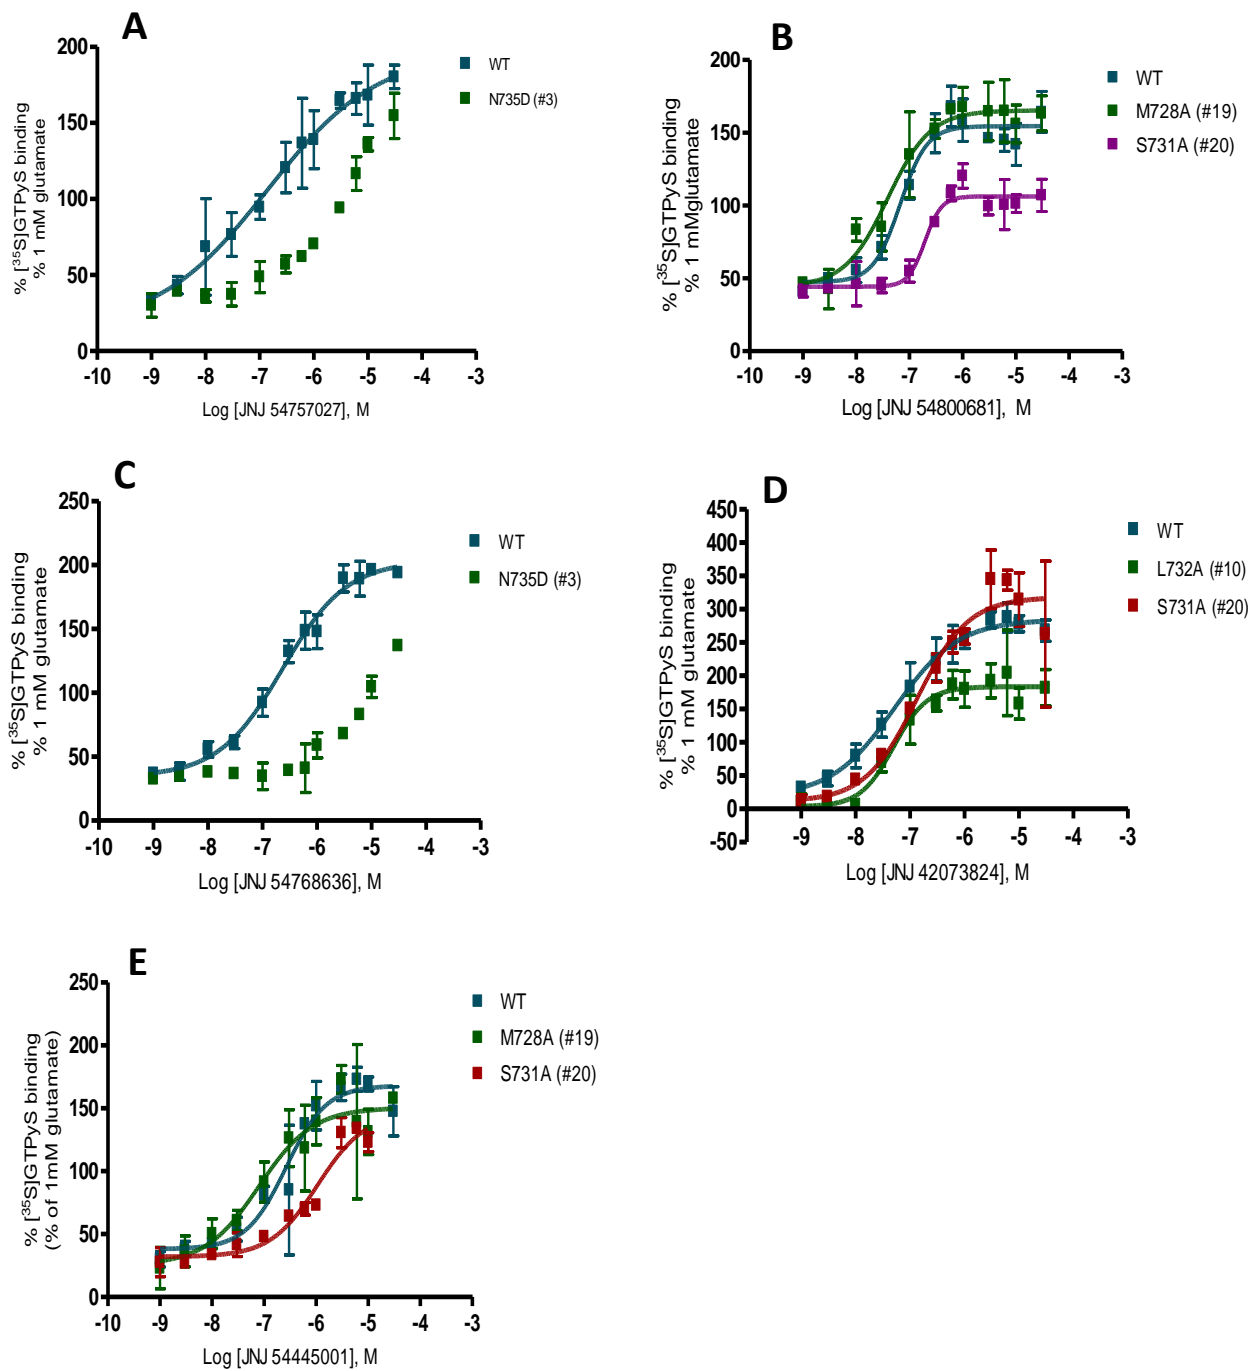 A
200
150
100
50
0
-10 -9 -8 -7 -6 -5 -4 -3
% [³⁵S]GTPyS binding
% 1 mM glutamate
Log [JNJ 54757027], M
WT
N735D (#3)
B
200
150
100
50
0
-10 -9 -8 -7 -6 -5 -4 -3
% [³⁵S]GTPyS binding
% 1 mMglutamate
Log [JNJ 54800681], M
WT
M728A (#19)
S731A (#20)
C
250
200
150
100
50
0
-10 -9 -8 -7 -6 -5 -4 -3
% [³⁵S]GTPyS binding
% 1 mM glutamate
Log [JNJ 54768636], M
WT
N735D (#3)
D
450
400
350
300
250
200
150
100
50
0
-50
-10 -9 -8 -7 -6 -5 -4 -3
% [³⁵S]GTPyS binding
% 1 mM glutamate
Log [JNJ 42073824], M
WT
L732A (#10)
S731A (#20)
E
250
200
150
100
50
0
-10 -9 -8 -7 -6 -5 -4 -3
% [³⁵S]GTPyS binding
(% of 1mM glutamate)
Log [JNJ 54445001], M
WT
M728A (#19)
S731A (#20)